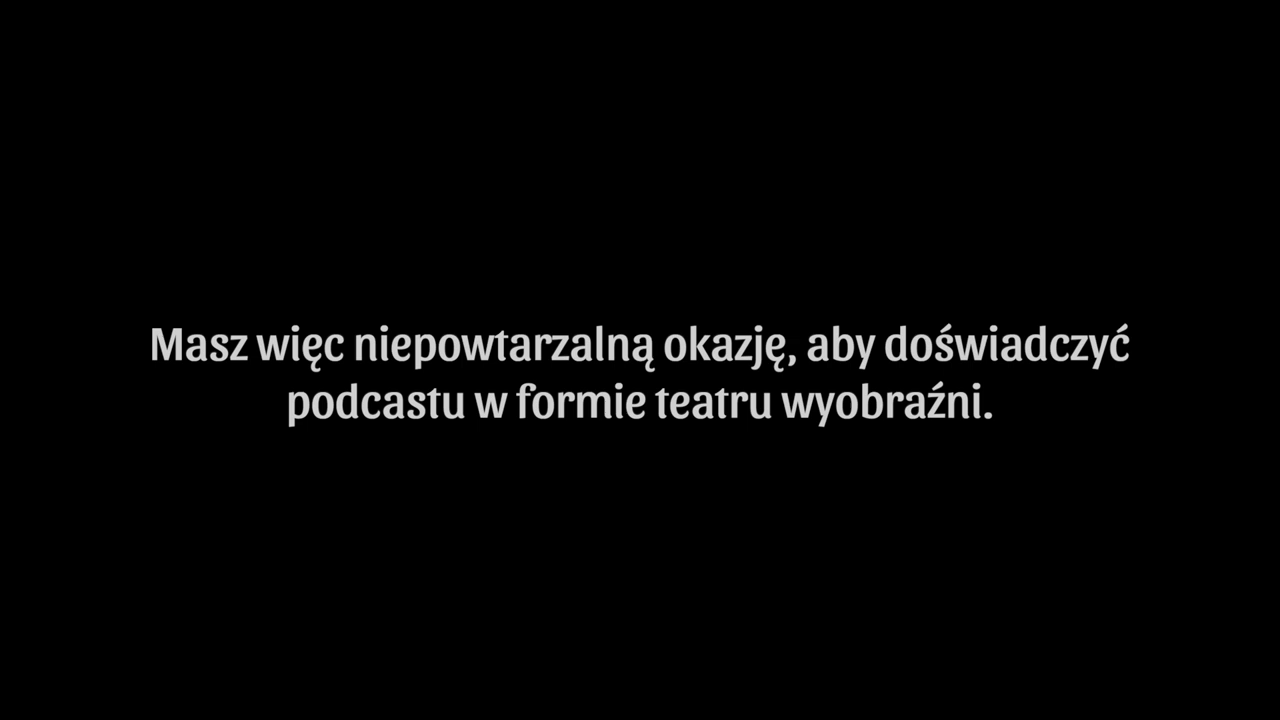 Masz więc niepowtarzalną okazję, aby doświadczyć
podcastu w formie teatru wyobraźni.